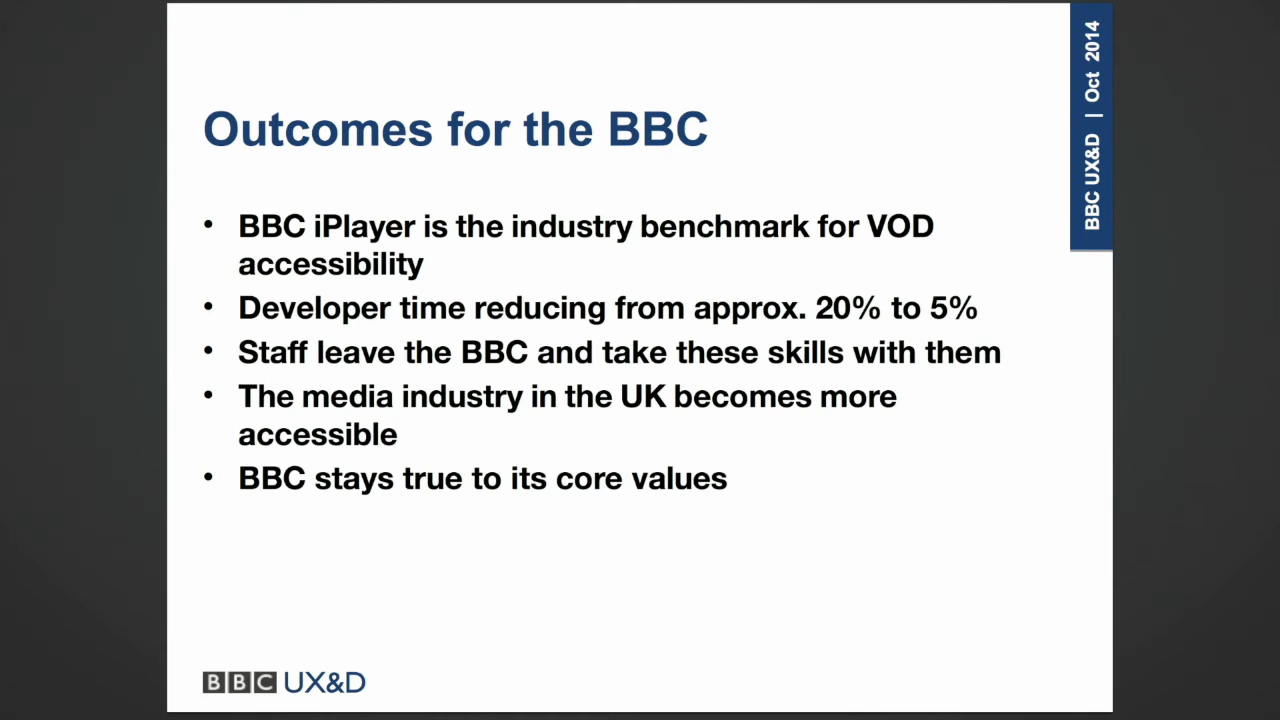 Outcomes for the BBC
• BBC iPlayer is the industry benchmark for VOD
accessibility
• Developer time reducing from approx. 20% to 5%
• Staff leave the BBC and take these skills with them
• The media industry in the UK becomes more
accessible
• BBC stays true to its core values
BBC UX&D
BBC UX&D | Oct 2014